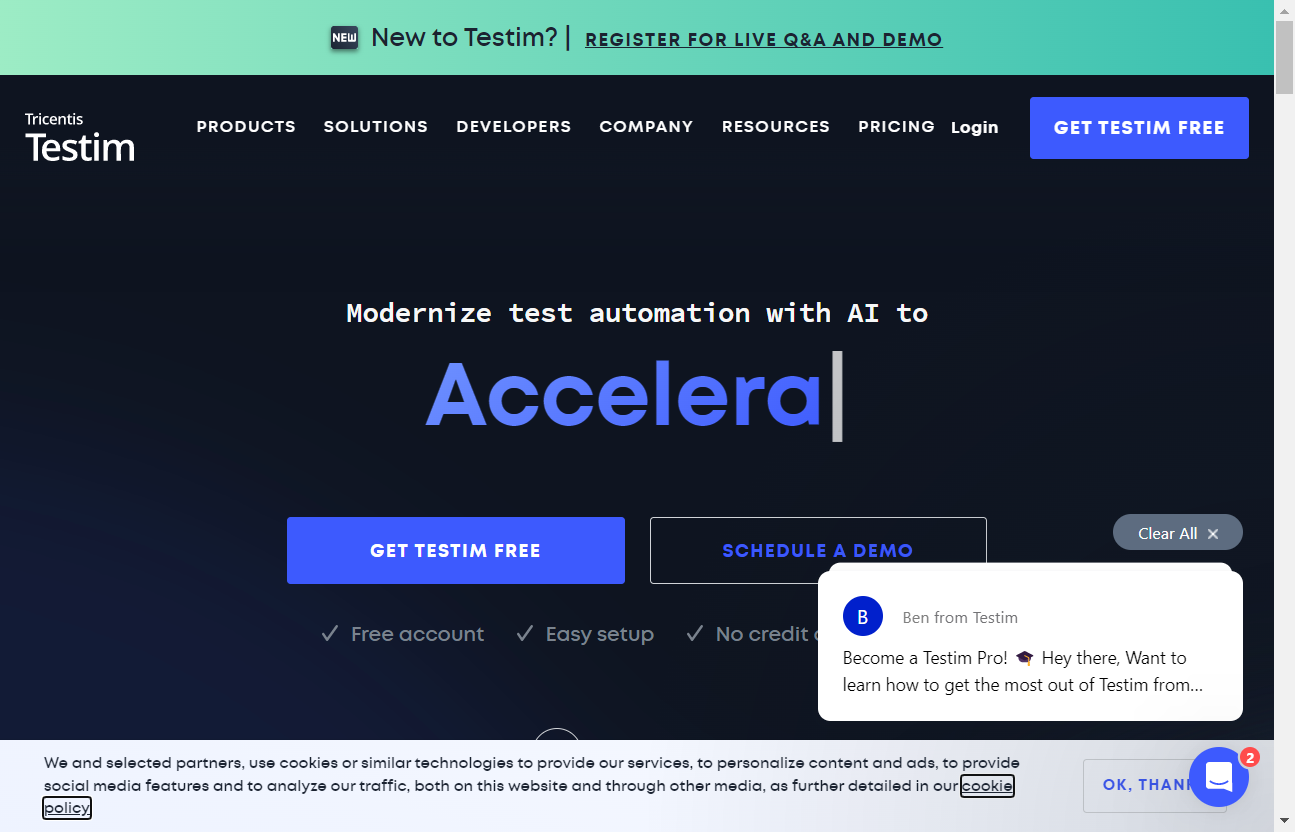 NEW New to Testim? | REGISTER FOR LIVE Q&A AND DEMO
Tricentis
Testim
PRODUCTS SOLUTIONS DEVELOPERS COMPANY RESOURCES PRICING Login GET TESTIM FREE
Modernize test automation with AI to
Accelera
GET TESTIM FREE SCHEDULE A DEMO
Free account Easy setup No credit
Clear All
B Ben from Testim
Become a Testim Pro! 🎓 Hey there, Want to
learn how to get the most out of Testim from...
We and selected partners, use cookies or similar technologies to provide our services, to personalize content and ads, to provide
social media features and to analyze our traffic, both on this website and through other media, as further detailed in our cookie
policy.
OK, THAN
2